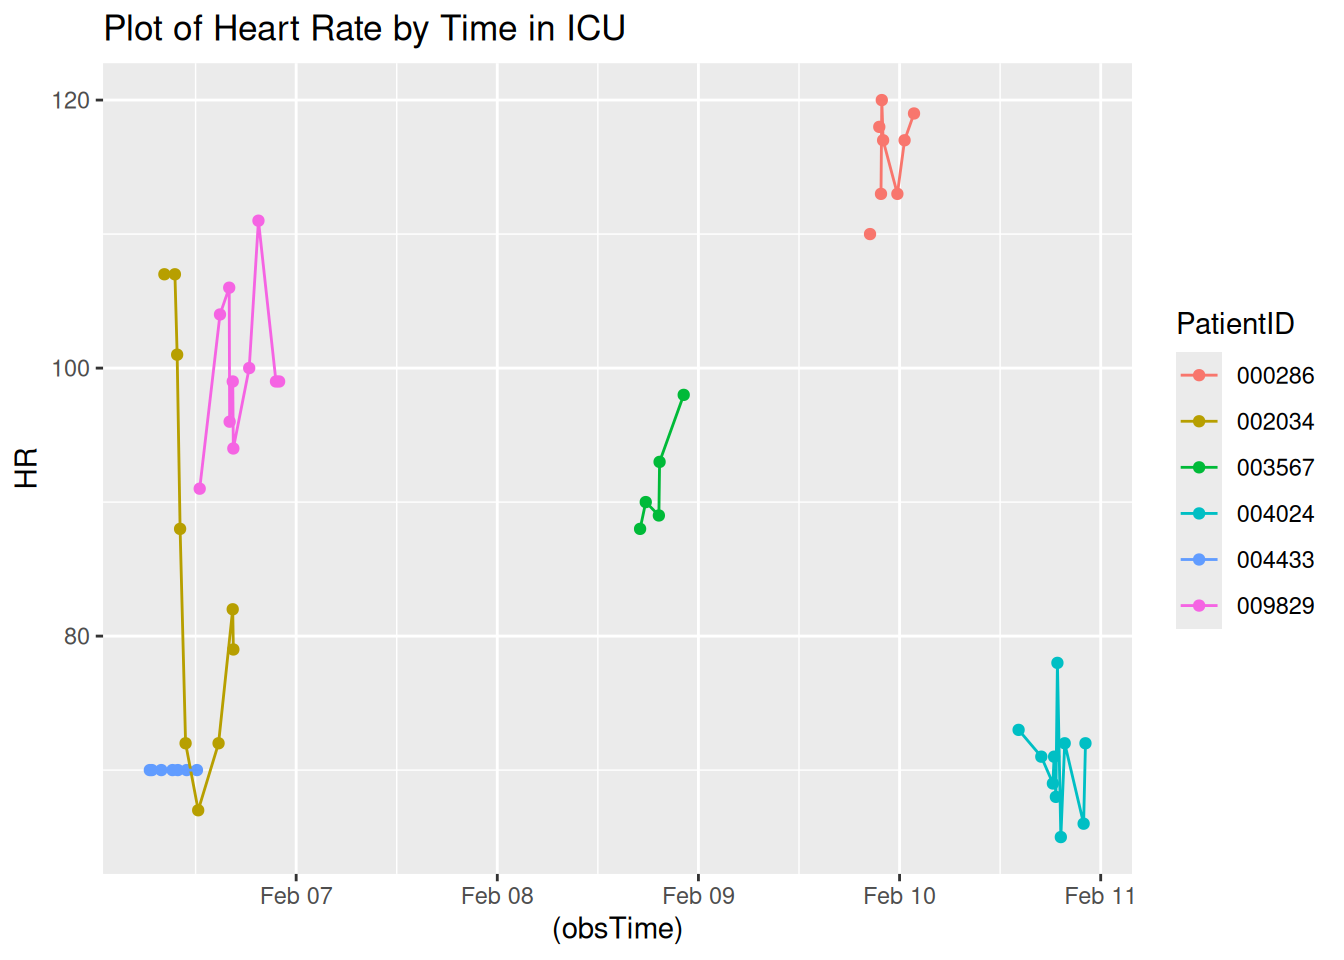 Plot of Heart Rate by Time in ICU
120
100
80
HR
Feb 07
Feb 08
Feb 09
Feb 10
Feb 11
(obsTime)
PatientID
000286
002034
003567
004024
004433
009829